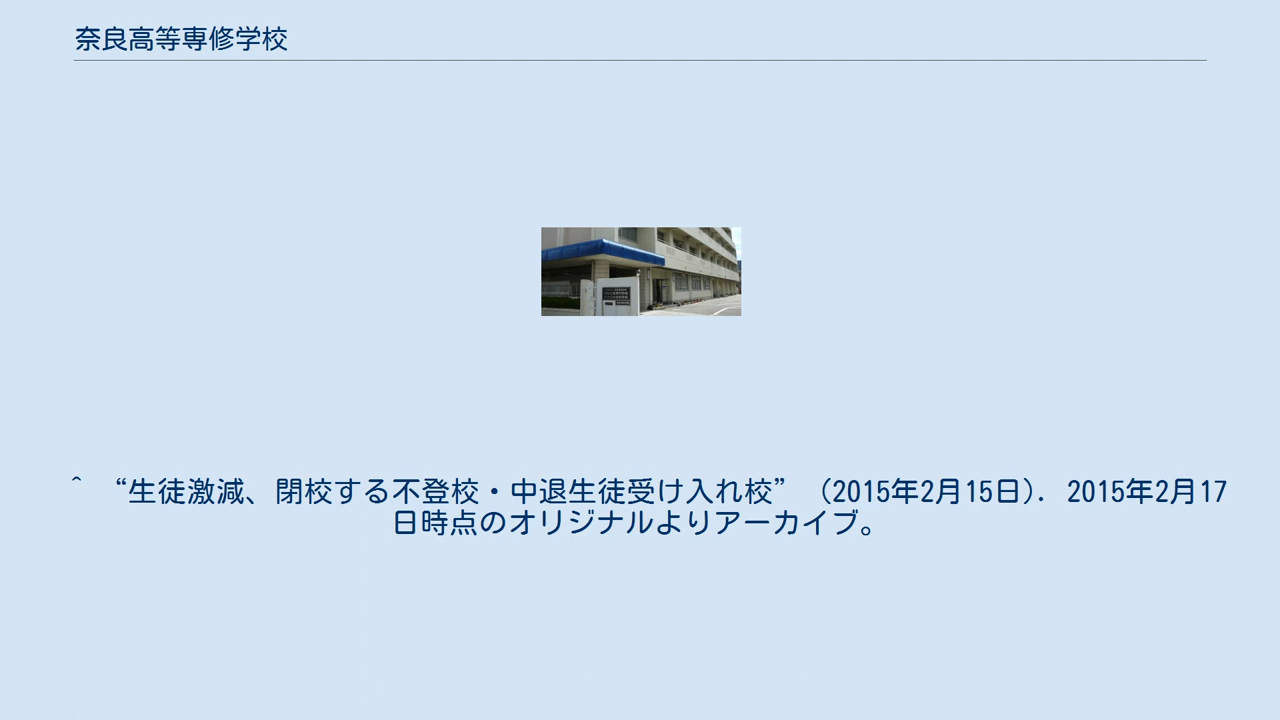 奈良高等専修学校
^ “生徒激減、閉校する不登校・中退生徒受け入れ校” (2015年2月15日). 2015年2月17
日時点のオリジナルよりアーカイブ。